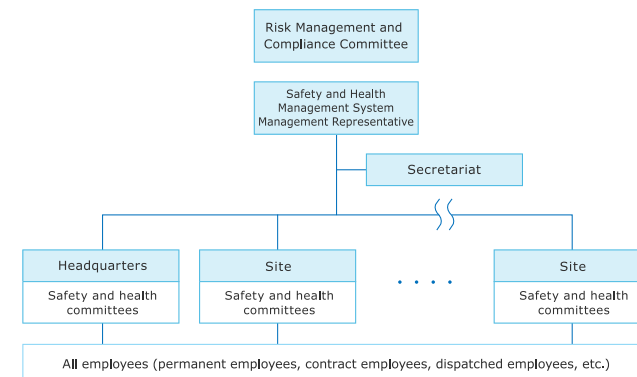 Risk Management and
Compliance Committee
Safety and Health
Management System
Management Representative
Secretariat
Headquarters
Safety and health
committees
Site
Safety and health
committees
. . . .
Site
Safety and health
committees
All employees (permanent employees, contract employees, dispatched employees, etc.)